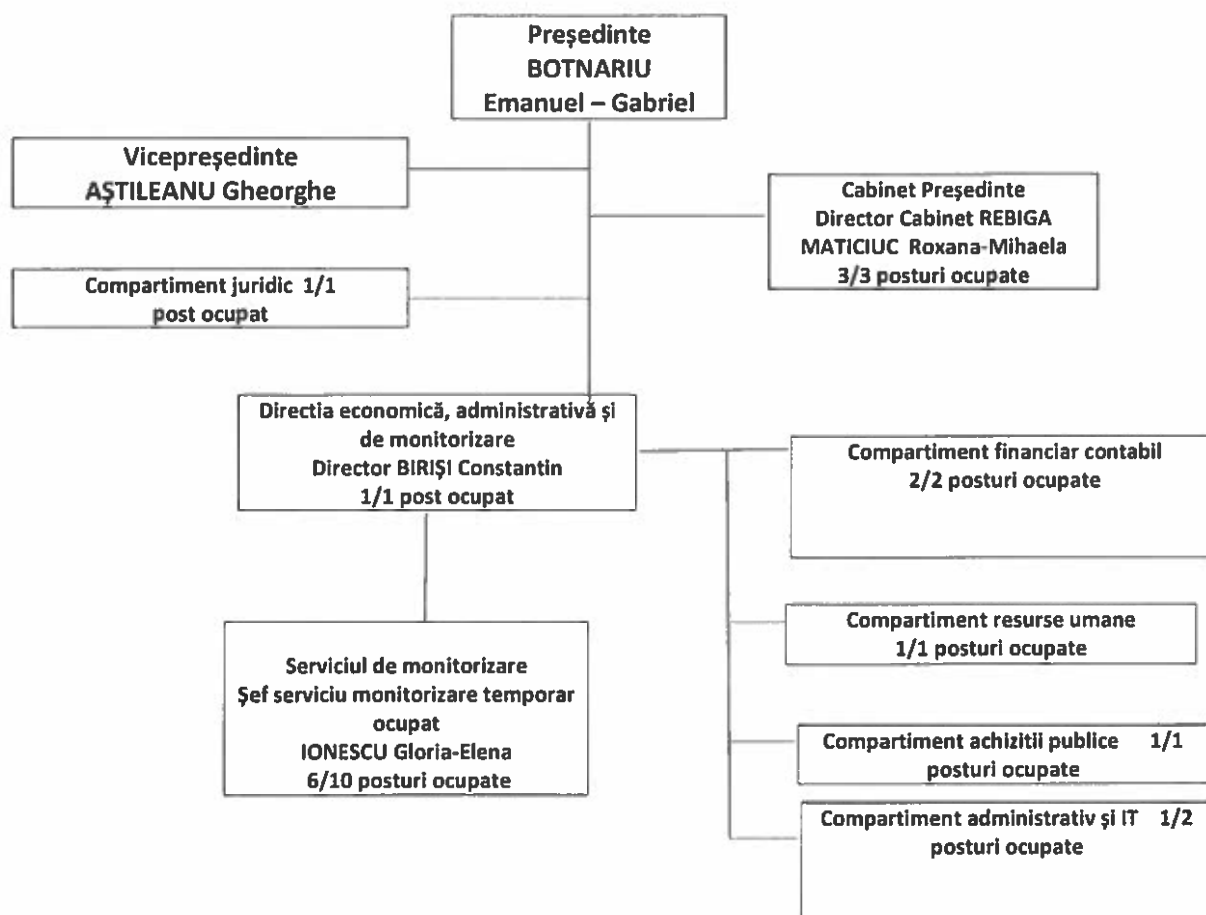 Președinte
BOTNARIU
Emanuel – Gabriel
Vicepreședinte
AȘTILEANU Gheorghe
Cabinet Președinte
Director Cabinet REBIGA
MATICIUC Roxana-Mihaela
3/3 posturi ocupate
Compartiment juridic 1/1
post ocupat
Directia economică, administrativă și
de monitorizare
Director BIRIȘI Constantin
1/1 post ocupat
Compartiment financiar contabil
2/2 posturi ocupate
Compartiment resurse umane
1/1 posturi ocupate
Serviciul de monitorizare
Șef serviciu monitorizare temporar
ocupat
IONESCU Gloria-Elena
6/10 posturi ocupate
Compartiment achizitii publice 1/1
posturi ocupate
Compartiment administrativ și IT 1/2
posturi ocupate